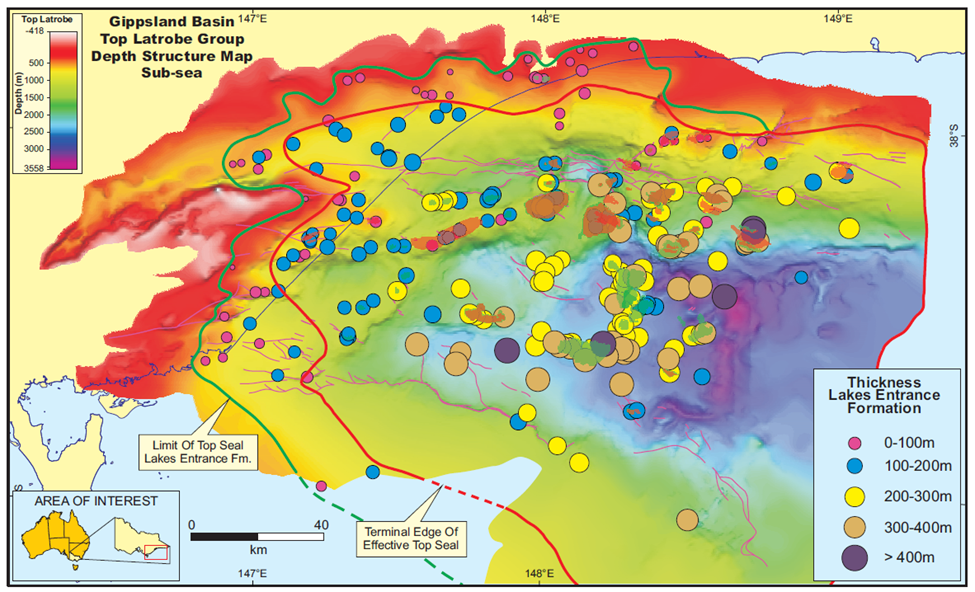 Top Latrobe
-418
500
1000
1500
2000
2500
3000
3558
Depth (m)
Gippsland Basin
Top Latrobe Group
Depth Structure Map
Sub-sea
147°E
148°E
149°E
38°S
Limit Of Top Seal
Lakes Entrance Fm.
Terminal Edge Of
Effective Top Seal
Thickness
Lakes Entrance
Formation
0-100m
100-200m
200-300m
300-400m
> 400m
AREA OF INTEREST
0
40
km
S
147°E
148°E